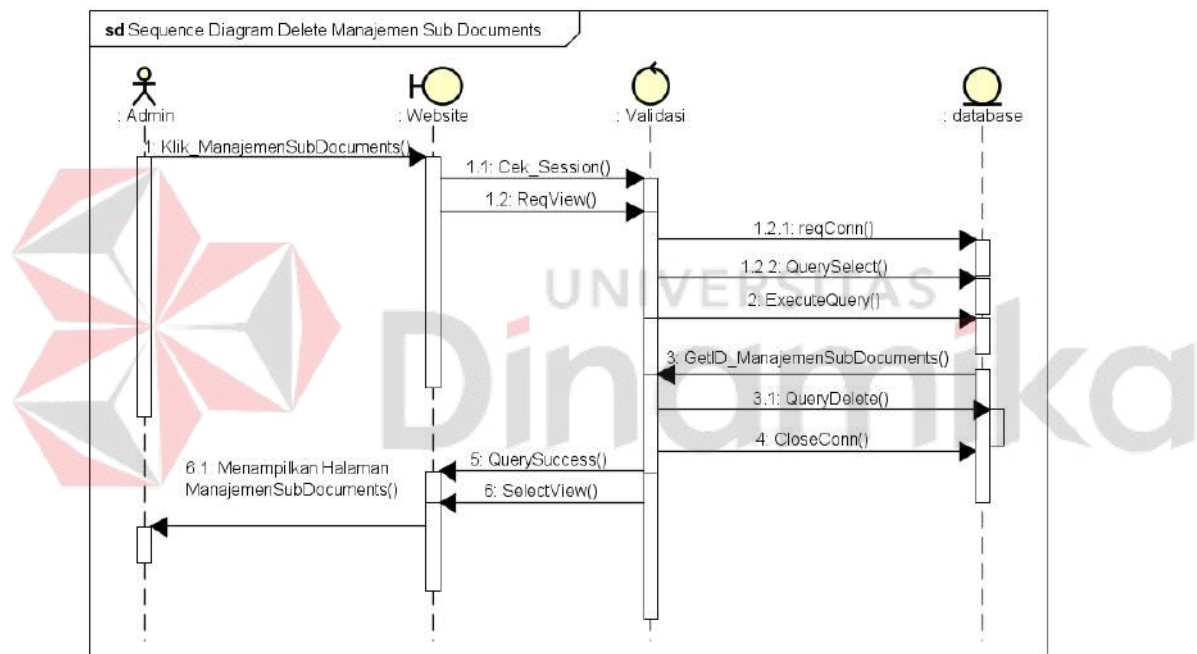 sd Sequence Diagram Delete Manajemen Sub Documents
: Admin
: Website
: Validasi
: database
1: Klik_ManajemenSubDocuments()
1.1: Cek_Session()
1.2: ReqView()
1.2.1: reqConn()
1.2.2: QuerySelect()
UNIVERSITAS
2: ExecuteQuery()
Dinamika
3: GetID_ManajemenSubDocuments()
3.1: QueryDelete()
4: CloseConn()
5: QuerySuccess()
6.1: Menampilkan Halaman
ManajemenSubDocuments()
6: SelectView()